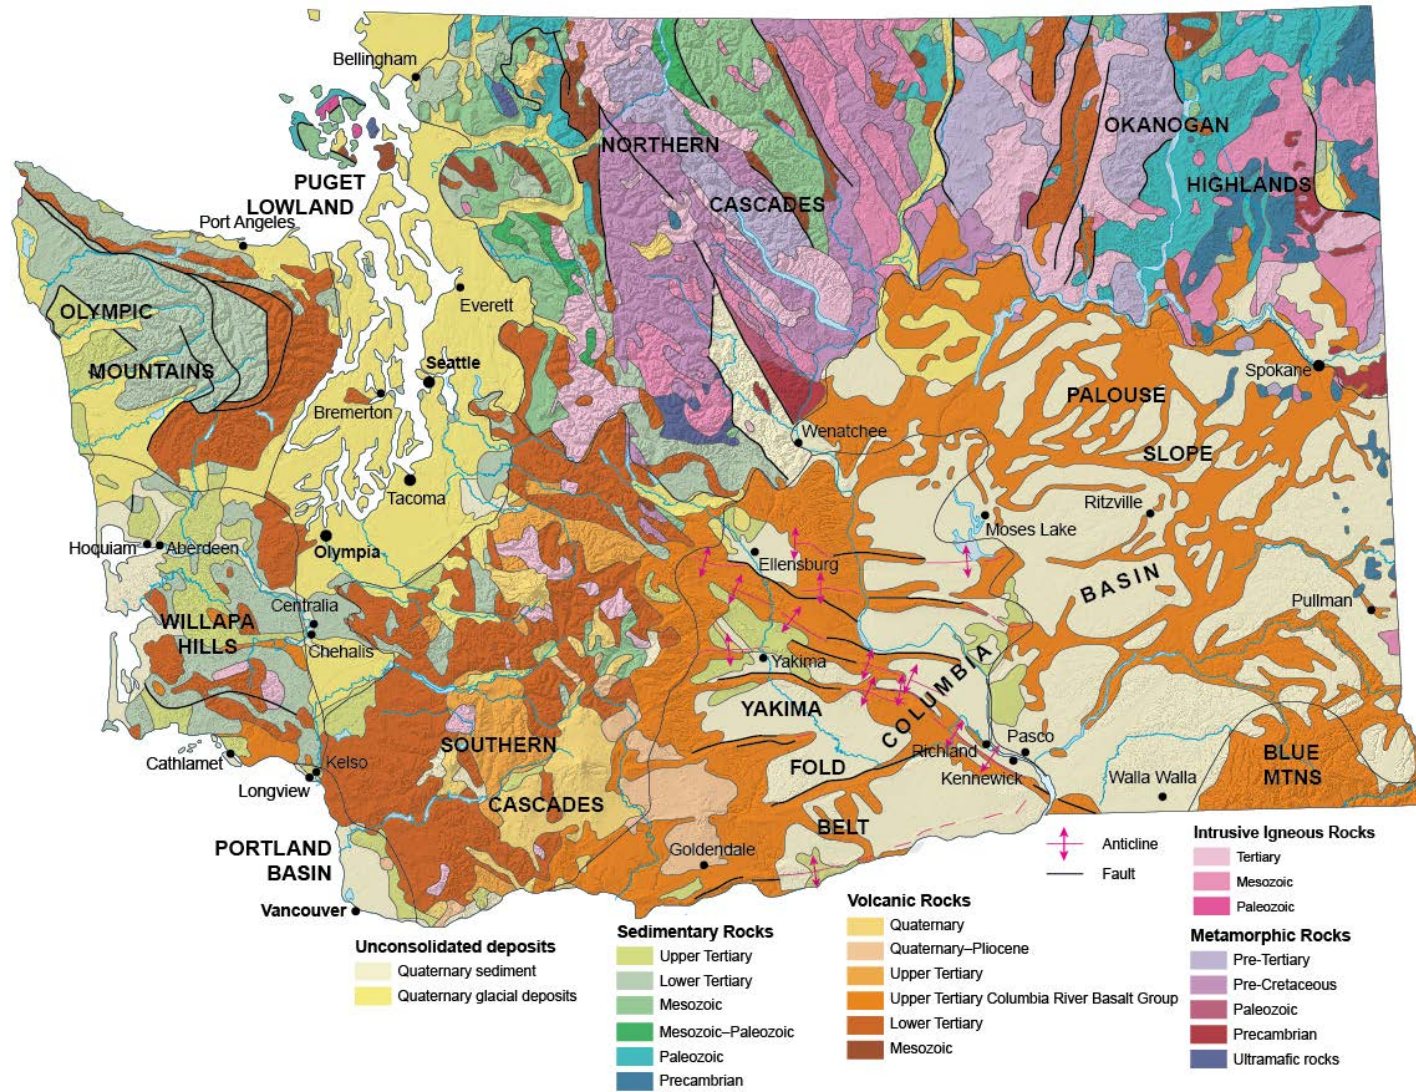 Bellingham
NORTHERN
OKANOGAN
PUGET
LOWLAND
HIGHLANDS
CASCADES
Port Angeles
Everett
OLYMPIC
MOUNTAINS
Seattle
Spokane
Bremerton
PALOUSE
Wenatchee
SLOPE
Tacoma
Ritzville
Moses Lake
Hoquiam
Aberdeen
Olympia
Ellensburg
BASIN
Pullman
Centralia
WILLAPA
HILLS
Chehalis
Yakima
COLUMBIA
YAKIMA
SOUTHERN
Cathlamet
Kelso
Richland
Pasco
BLUE
MTNS
Longview
FOLD
Kennewick
Walla Walla
CASCADES
BELT
PORTLAND
BASIN
Goldendale
Vancouver
Anticline
Fault
Unconsolidated deposits
Quaternary sediment
Quaternary glacial deposits
Sedimentary Rocks
Upper Tertiary
Lower Tertiary
Mesozoic
Mesozoic–Paleozoic
Paleozoic
Precambrian
Volcanic Rocks
Quaternary
Quaternary–Pliocene
Upper Tertiary
Upper Tertiary Columbia River Basalt Group
Lower Tertiary
Mesozoic
Intrusive Igneous Rocks
Tertiary
Mesozoic
Paleozoic
Metamorphic Rocks
Pre-Tertiary
Pre-Cretaceous
Paleozoic
Precambrian
Ultramafic rocks